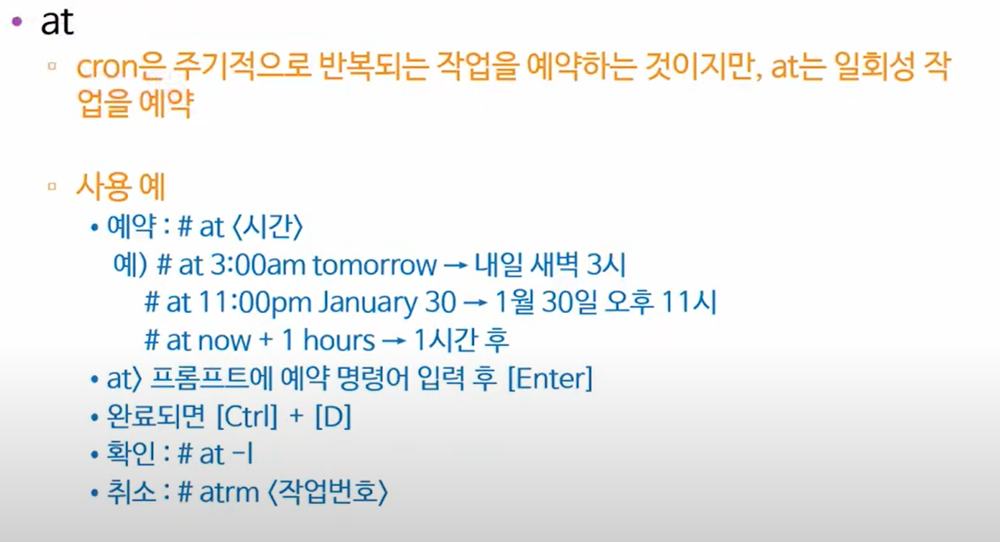 • at
▫ cron은 주기적으로 반복되는 작업을 예약하는 것이지만, at는 일회성 작
업을 예약
▫ 사용 예
• 예약 : # at 〈시간〉
예) # at 3:00am tomorrow → 내일 새벽 3시
# at 11:00pm January 30 → 1월 30일 오후 11시
# at now + 1 hours → 1시간 후
• at〉 프롬프트에 예약 명령어 입력 후 [Enter]
• 완료되면 [Ctrl] + [D]
• 확인 : # at -l
• 취소 : # atrm 〈작업번호〉